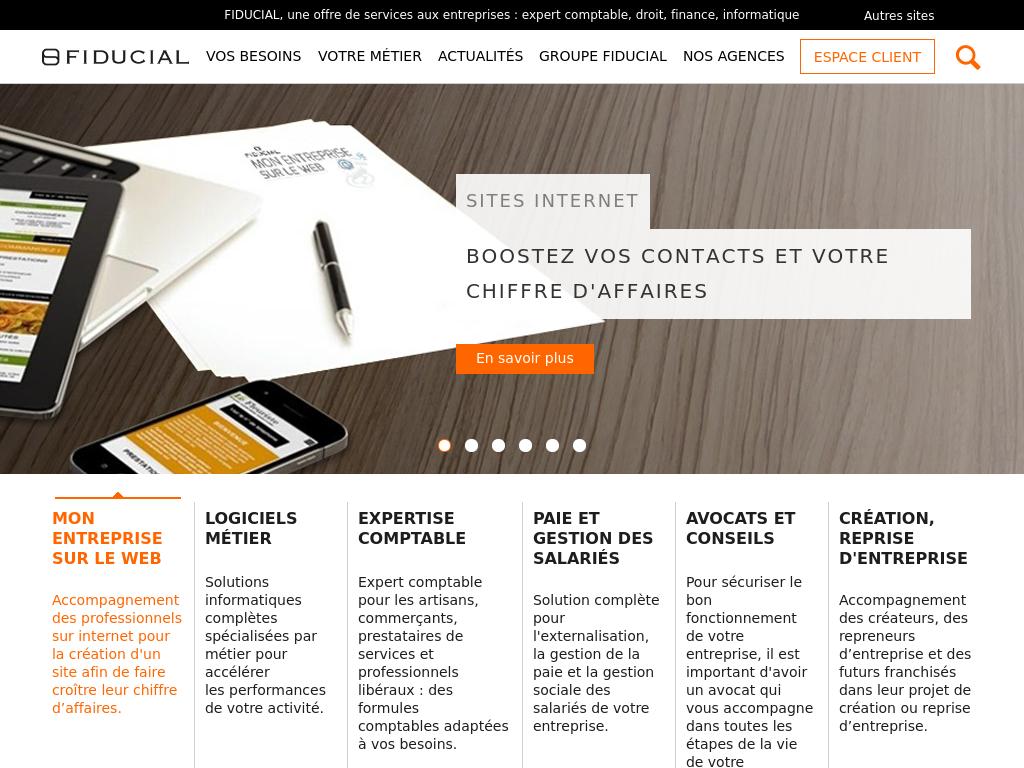 FIDUCIAL, une offre de services aux entreprises : expert comptable, droit, finance, informatique
Autres sites
FIDUCIAL
VOS BESOINS
VOTRE MÉTIER
ACTUALITÉS
GROUPE FIDUCIAL
NOS AGENCES
ESPACE CLIENT
FIDUCIAL
MON ENTREPRISE
SUR LE WEB
SITES INTERNET
BOOSTEZ VOS CONTACTS ET VOTRE
CHIFFRE D'AFFAIRES
En savoir plus
Le Fleuriste
BIENVENUE
MON
ENTREPRISE
SUR LE WEB
Accompagnement
des professionnels
sur internet pour
la création d'un
site afin de faire
croître leur chiffre
d’affaires.
LOGICIELS
MÉTIER
Solutions
informatiques
complètes
spécialisées par
métier pour
accélérer
les performances
de votre activité.
EXPERTISE
COMPTABLE
Expert comptable
pour les artisans,
commerçants,
prestataires de
services et
professionnels
libéraux : des
formules
comptables adaptées
à vos besoins.
PAIE ET
GESTION DES
SALARIÉS
Solution complète
pour
l'externalisation,
la gestion de la
paie et la gestion
sociale des
salariés de votre
entreprise.
AVOCATS ET
CONSEILS
Pour sécuriser le
bon
fonctionnement
de votre
entreprise, il est
important d'avoir
un avocat qui
vous accompagne
dans toutes les
étapes de la vie
de votre
CRÉATION,
REPRISE
D'ENTREPRISE
Accompagnement
des créateurs, des
repreneurs
d’entreprise et des
futurs franchisés
dans leur projet de
création ou reprise
d’entreprise.